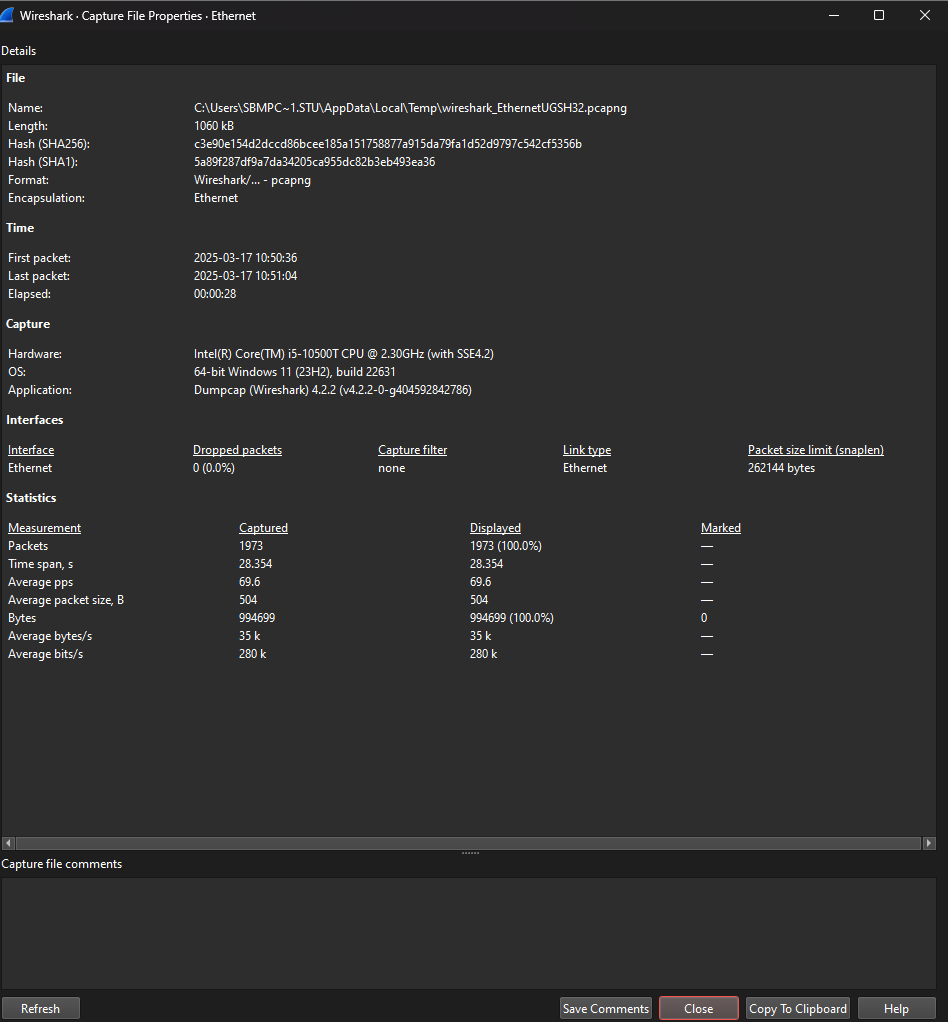 Wireshark · Capture File Properties · Ethernet
Details
File
Name: C:\Users\SBMPC~1.STU\AppData\Local\Temp\wireshark_EthernetUGSH32.pcapng
Length: 1060 kB
Hash (SHA256): c3e90e154d2dccd86bcee185a151758877a915da79fa1d52d9797c542cf5356b
Hash (SHA1): 5a89f287df9a7da34205ca955dc82b3eb493ea36
Format: Wireshark/... - pcapng
Encapsulation: Ethernet
Time
First packet: 2025-03-17 10:50:36
Last packet: 2025-03-17 10:51:04
Elapsed: 00:00:28
Capture
Hardware: Intel(R) Core(TM) i5-10500T CPU @ 2.30GHz (with SSE4.2)
OS: 64-bit Windows 11 (23H2), build 22631
Application: Dumpcap (Wireshark) 4.2.2 (v4.2.2-0-g404592842786)
Interfaces
Interface Dropped packets Capture filter Link type Packet size limit (snaplen)
Ethernet 0 (0.0%) none Ethernet 262144 bytes
Statistics
Measurement Captured Displayed Marked
Packets 1973 1973 (100.0%) —
Time span, s 28.354 28.354 —
Average pps 69.6 69.6 —
Average packet size, B 504 504 —
Bytes 994699 994699 (100.0%) 0
Average bytes/s 35 k 35 k —
Average bits/s 280 k 280 k —
Capture file comments
Refresh Save Comments Close Copy To Clipboard Help